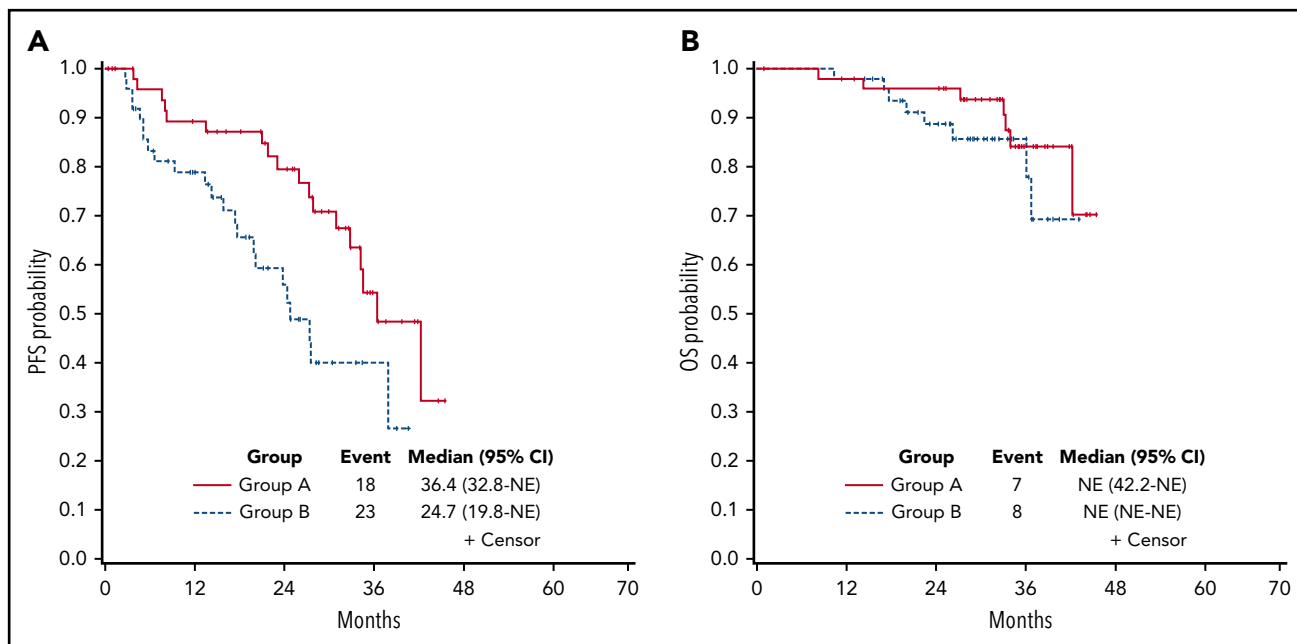 A
PFS probability
1.0
0.9
0.8
0.7
0.6
0.5
0.4
0.3
0.2
0.1
0.0
Group Event Median (95% CI)
Group A 18 36.4 (32.8-NE)
Group B 23 24.7 (19.8-NE)
+ Censor
0 12 24 36 48 60 70
Months
B
OS probability
1.0
0.9
0.8
0.7
0.6
0.5
0.4
0.3
0.2
0.1
0.0
Group Event Median (95% CI)
Group A 7 NE (42.2-NE)
Group B 8 NE (NE-NE)
+ Censor
0 12 24 36 48 60 70
Months